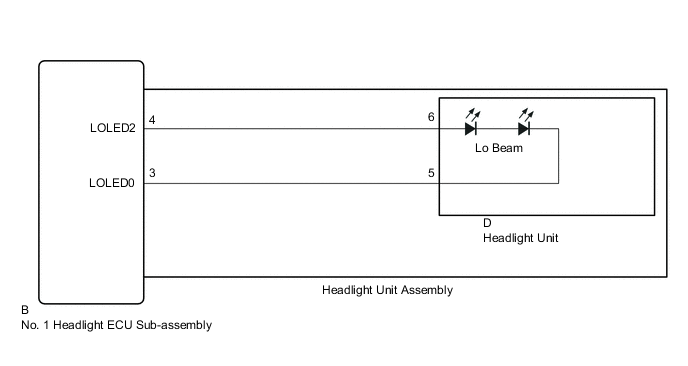 LOLED2
4
6
Lo Beam
LOLED0
3
5
D
Headlight Unit
Headlight Unit Assembly
B
No. 1 Headlight ECU Sub-assembly